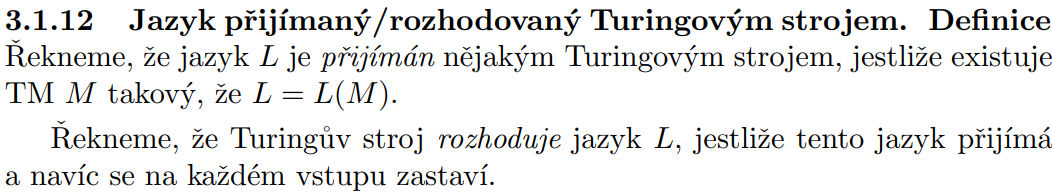 3.1.12 Jazyk přijímaný/rozhodovaný Turingovým strojem. Definice
Řekneme, že jazyk L je přijímán nějakým Turingovým strojem, jestliže existuje
TM M takový, že L = L(M).
Řekneme, že Turingův stroj rozhoduje jazyk L, jestliže tento jazyk přijímá
a navíc se na každém vstupu zastaví.